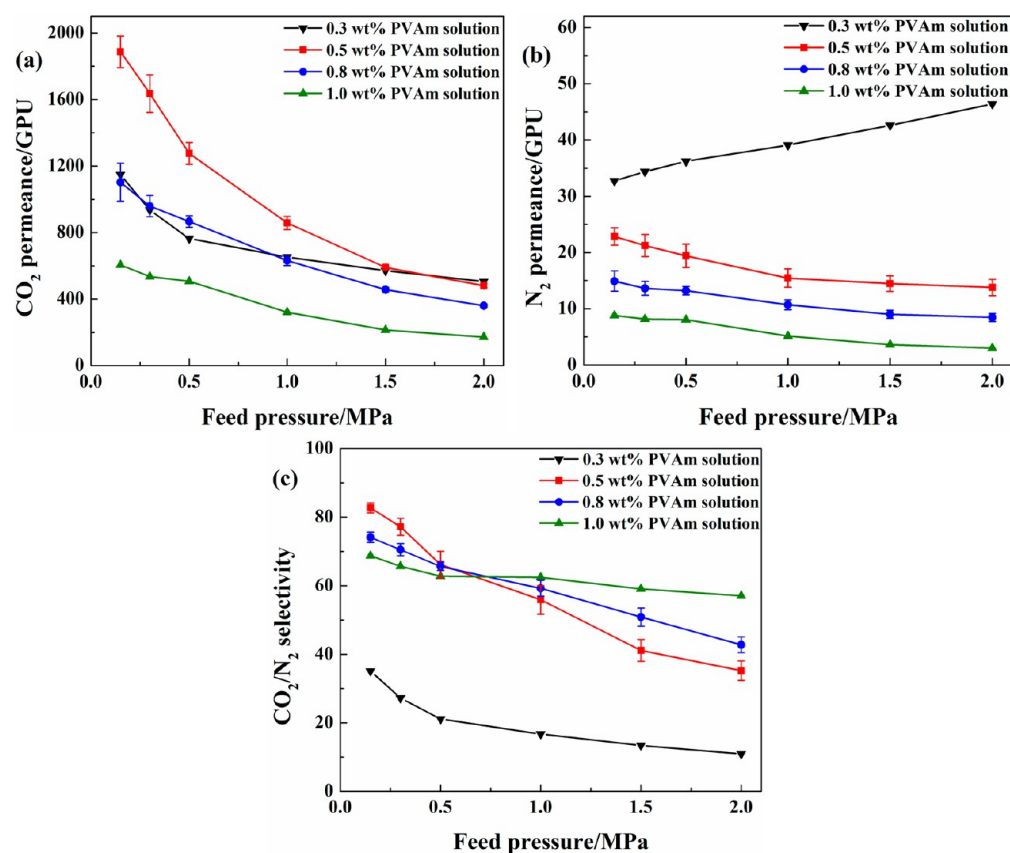 (a)
0.3 wt% PVAm solution
0.5 wt% PVAm solution
0.8 wt% PVAm solution
1.0 wt% PVAm solution
2000
1600
1200
800
400
0
CO₂ permeance/GPU
0.0 0.5 1.0 1.5 2.0
Feed pressure/MPa
(b)
0.3 wt% PVAm solution
0.5 wt% PVAm solution
0.8 wt% PVAm solution
1.0 wt% PVAm solution
60
50
40
30
20
10
0
N₂ permeance/GPU
0.0 0.5 1.0 1.5 2.0
Feed pressure/MPa
(c)
0.3 wt% PVAm solution
0.5 wt% PVAm solution
0.8 wt% PVAm solution
1.0 wt% PVAm solution
100
80
60
40
20
0
CO₂/N₂ selectivity
0.0 0.5 1.0 1.5 2.0
Feed pressure/MPa